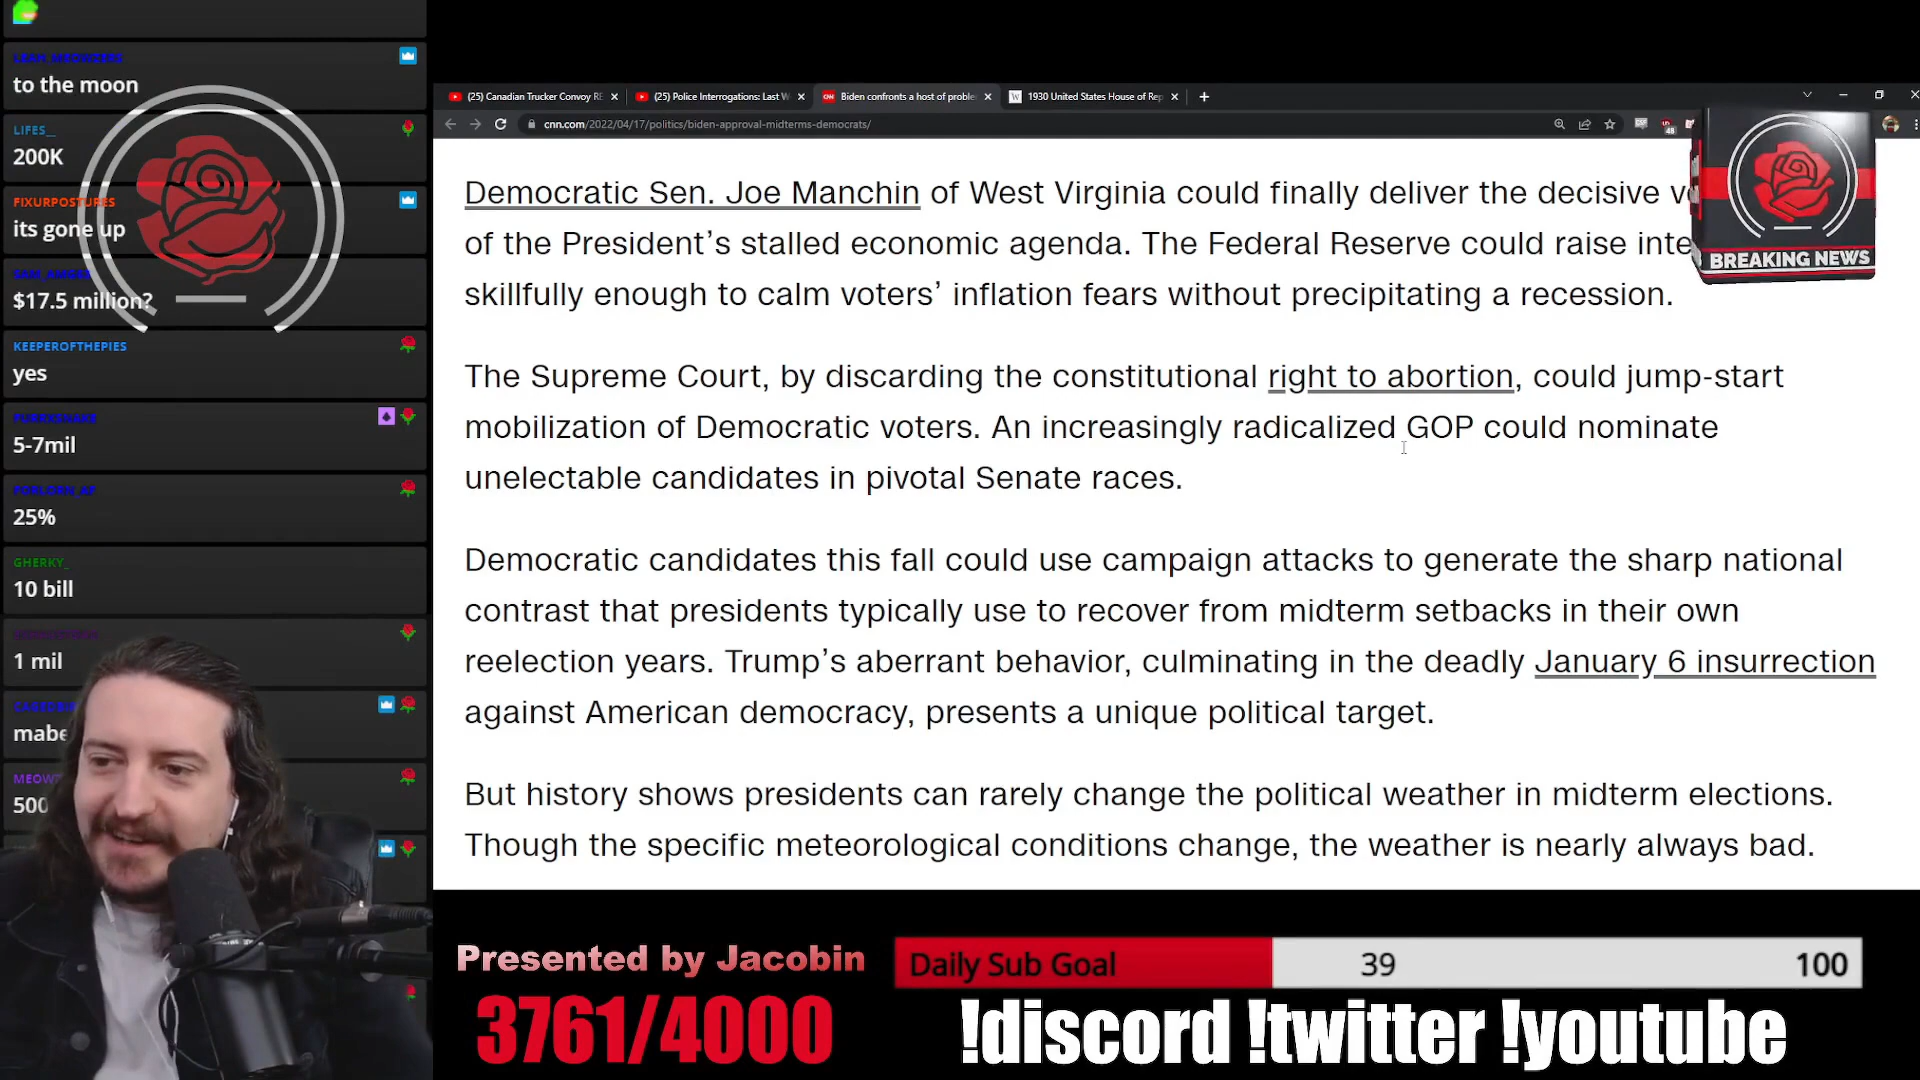 LIFES__
to the moon
200K
FIXURPOSTURES
its gone up
$17.5 million?
KEEPEROFTHEPIES
yes
5-7mil
25%
GHERKY_
10 bill
1 mil
mabe
MEOW
500
(25) Canadian Trucker Convoy RE
(25) Police Interrogations: Last W
CNN
Biden confronts a host of proble
W
1930 United States House of Rep
cnn.com/2022/04/17/politics/biden-approval-midterms-democrats/
Democratic Sen. Joe Manchin of West Virginia could finally deliver the decisive v
of the President's stalled economic agenda. The Federal Reserve could raise inte
skillfully enough to calm voters' inflation fears without precipitating a recession.
The Supreme Court, by discarding the constitutional right to abortion, could jump-start
mobilization of Democratic voters. An increasingly radicalized GOP could nominate
unelectable candidates in pivotal Senate races.
Democratic candidates this fall could use campaign attacks to generate the sharp national
contrast that presidents typically use to recover from midterm setbacks in their own
reelection years. Trump's aberrant behavior, culminating in the deadly January 6 insurrection
against American democracy, presents a unique political target.
But history shows presidents can rarely change the political weather in midterm elections.
Though the specific meteorological conditions change, the weather is nearly always bad.
BREAKING NEWS
Presented by Jacobin
3761/4000
Daily Sub Goal 39 100
!discord !twitter !youtube